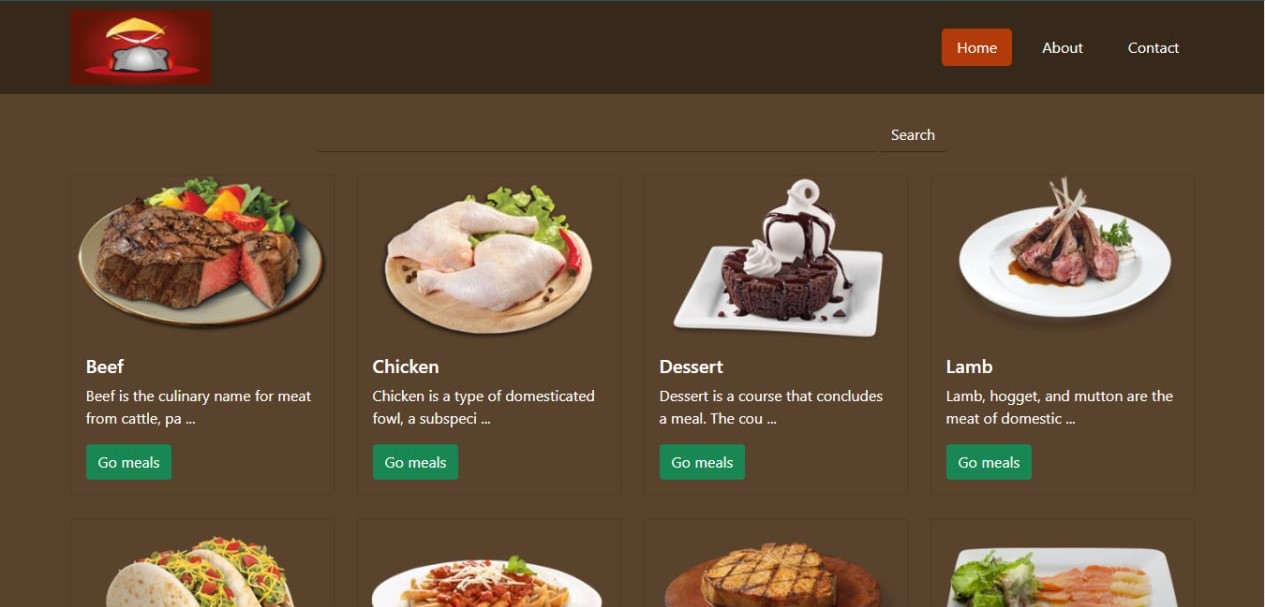 Home About Contact
Search
Beef
Beef is the culinary name for meat
from cattle, pa ...
Go meals
Chicken
Chicken is a type of domesticated
fowl, a subspeci ...
Go meals
Dessert
Dessert is a course that concludes
a meal. The cou ...
Go meals
Lamb
Lamb, hogget, and mutton are the
meat of domestic ...
Go meals